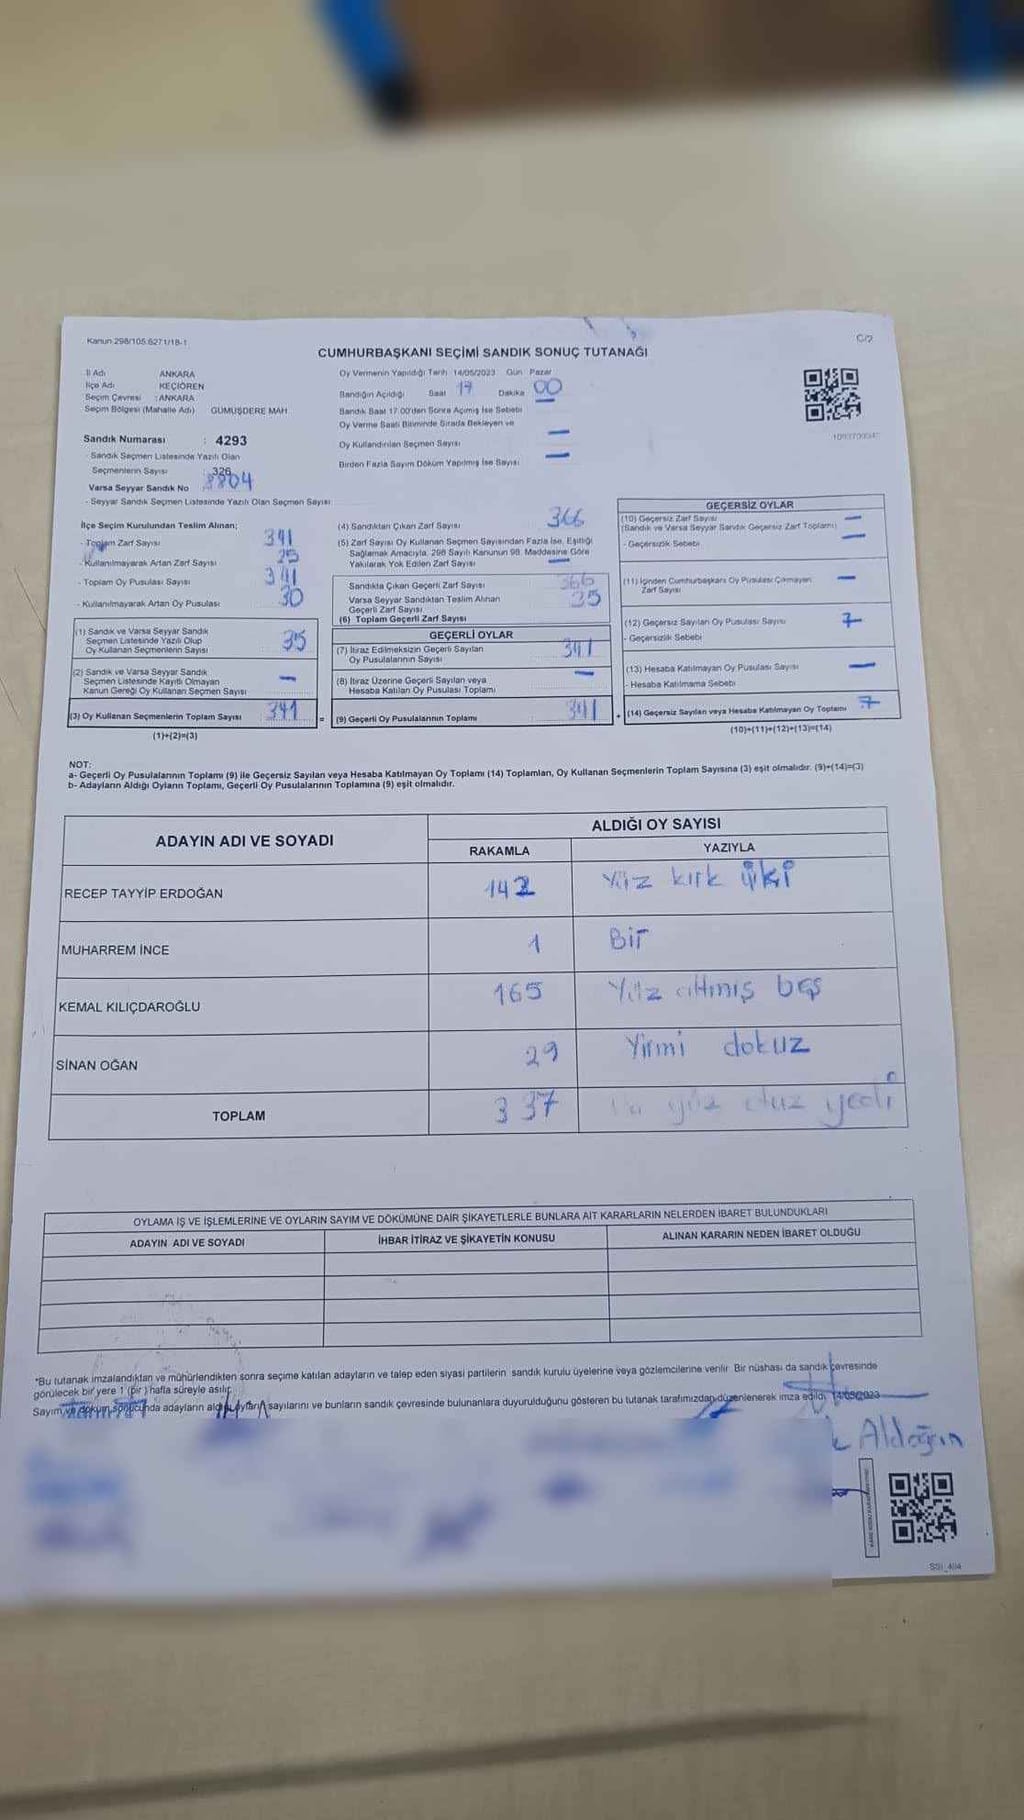 Kanun 298/105.6271/18-1
C/2
CUMHURBAŞKANI SEÇİMİ SANDIK SONUÇ TUTANAĞI
İl Adı ANKARA
İlçe Adı KEÇİÖREN
Seçim Çevresi : ANKARA
Seçim Bölgesi (Mahalle Adı) GÜMÜŞDERE MAH.
Sandık Numarası : 4293
- Sandık Seçmen Listesinde Yazılı Olan
Seçmenlerin Sayısı : 326
Varsa Seyyar Sandık No
- Seyyar Sandık Seçmen Listesinde Yazılı Olan Seçmen Sayısı
Oy Vermenin Yapıldığı Tarih 14/05/2023 Gün Pazar
Sandığın Açıldığı Saat 17 Dakika 00
Sandık Saat 17.00'den Sonra Açılmış İse Sebebi
Oy Verme Saati Bitiminde Sırada Bekleyen ve
Oy Kullandırılan Seçmen Sayısı —
Birden Fazla Sayım Döküm Yapılmış İse Sayısı —
İlçe Seçim Kurulundan Teslim Alınan;
- Toplam Zarf Sayısı 341
- Kullanılmayarak Artan Zarf Sayısı 25
- Toplam Oy Pusulası Sayısı 341
- Kullanılmayarak Artan Oy Pusulası 30
(1) Sandık ve Varsa Seyyar Sandık
Seçmen Listesinde Yazılı Olup
Oy Kullanan Seçmenlerin Sayısı 35
(2) Sandık ve Varsa Seyyar Sandık
Seçmen Listesinde Kayıtlı Olmayan
Kanun Gereği Oy Kullanan Seçmen Sayısı —
(3) Oy Kullanan Seçmenlerin Toplam Sayısı 341 =
(1)+(2)=(3)
(4) Sandıktan Çıkan Zarf Sayısı 366
(5) Zarf Sayısı Oy Kullanan Seçmen Sayısından Fazla İse, Eşitliği
Sağlamak Amacıyla, 298 Sayılı Kanunun 98. Maddesine Göre
Yakılarak Yok Edilen Zarf Sayısı —
Sandıkta Çıkan Geçerli Zarf Sayısı 366
Varsa Seyyar Sandıktan Teslim Alınan
Geçerli Zarf Sayısı 35
(6) Toplam Geçerli Zarf Sayısı
GEÇERLİ OYLAR
(7) İtiraz Edilmeksizin Geçerli Sayılan
Oy Pusulalarının Sayısı 341
(8) İtiraz Üzerine Geçerli Sayılan veya
Hesaba Katılan Oy Pusulası Toplamı —
(9) Geçerli Oy Pusulalarının Toplamı 341 +
GEÇERSİZ OYLAR
(10) Geçersiz Zarf Sayısı —
(Sandık ve Varsa Seyyar Sandık Geçersiz Zarf Toplamı)
- Geçersizlik Sebebi —
(11) İçinden Cumhurbaşkanı Oy Pusulası Çıkmayan
Zarf Sayısı —
(12) Geçersiz Sayılan Oy Pusulası Sayısı 7
- Geçersizlik Sebebi
(13) Hesaba Katılmayan Oy Pusulası Sayısı —
- Hesaba Katılmama Sebebi
(14) Geçersiz Sayılan veya Hesaba Katılmayan Oy Toplamı 7
(10)+(11)+(12)+(13)=(14)
NOT:
a- Geçerli Oy Pusulalarının Toplamı (9) ile Geçersiz Sayılan veya Hesaba Katılmayan Oy Toplamı (14) Toplamları, Oy Kullanan Seçmenlerin Toplam Sayısına (3) eşit olmalıdır. (9)+(14)=(3)
b- Adayların Aldığı Oyların Toplamı, Geçerli Oy Pusulalarının Toplamına (9) eşit olmalıdır.
ADAYIN ADI VE SOYADI
ALDIĞI OY SAYISI
RAKAMLA YAZIYLA
RECEP TAYYİP ERDOĞAN 142 Yüz kırk iki
MUHARREM İNCE 1 Bir
KEMAL KILIÇDAROĞLU 165 Yüz altmış beş
SİNAN OĞAN 29 Yirmi dokuz
TOPLAM 337 yüz otuz yedi
OYLAMA İŞ VE İŞLEMLERİNE VE OYLARIN SAYIM VE DÖKÜMÜNE DAİR ŞİKAYETLERLE BUNLARA AİT KARARLARIN NELERDEN İBARET BULUNDUKLARI
ADAYIN ADI VE SOYADI İHBAR İTİRAZ VE ŞİKAYETİN KONUSU ALINAN KARARIN NEDEN İBARET OLDUĞU
*Bu tutanak imzalandıktan ve mühürlendikten sonra seçime katılan adayların ve talep eden siyasi partilerin sandık kurulu üyelerine veya gözlemcilerine verilir. Bir nüshası da sandık çevresinde
görülecek bir yere 1 (bir) hafta süreyle asılır.
Sayım ve döküm sonucunda adayların aldığı oyların sayılarını ve bunların sandık çevresinde bulunanlara duyurulduğunu gösteren bu tutanak tarafımızdan düzenlenerek imza edildi. 14/05/2023
Aldoğan
SSI_404